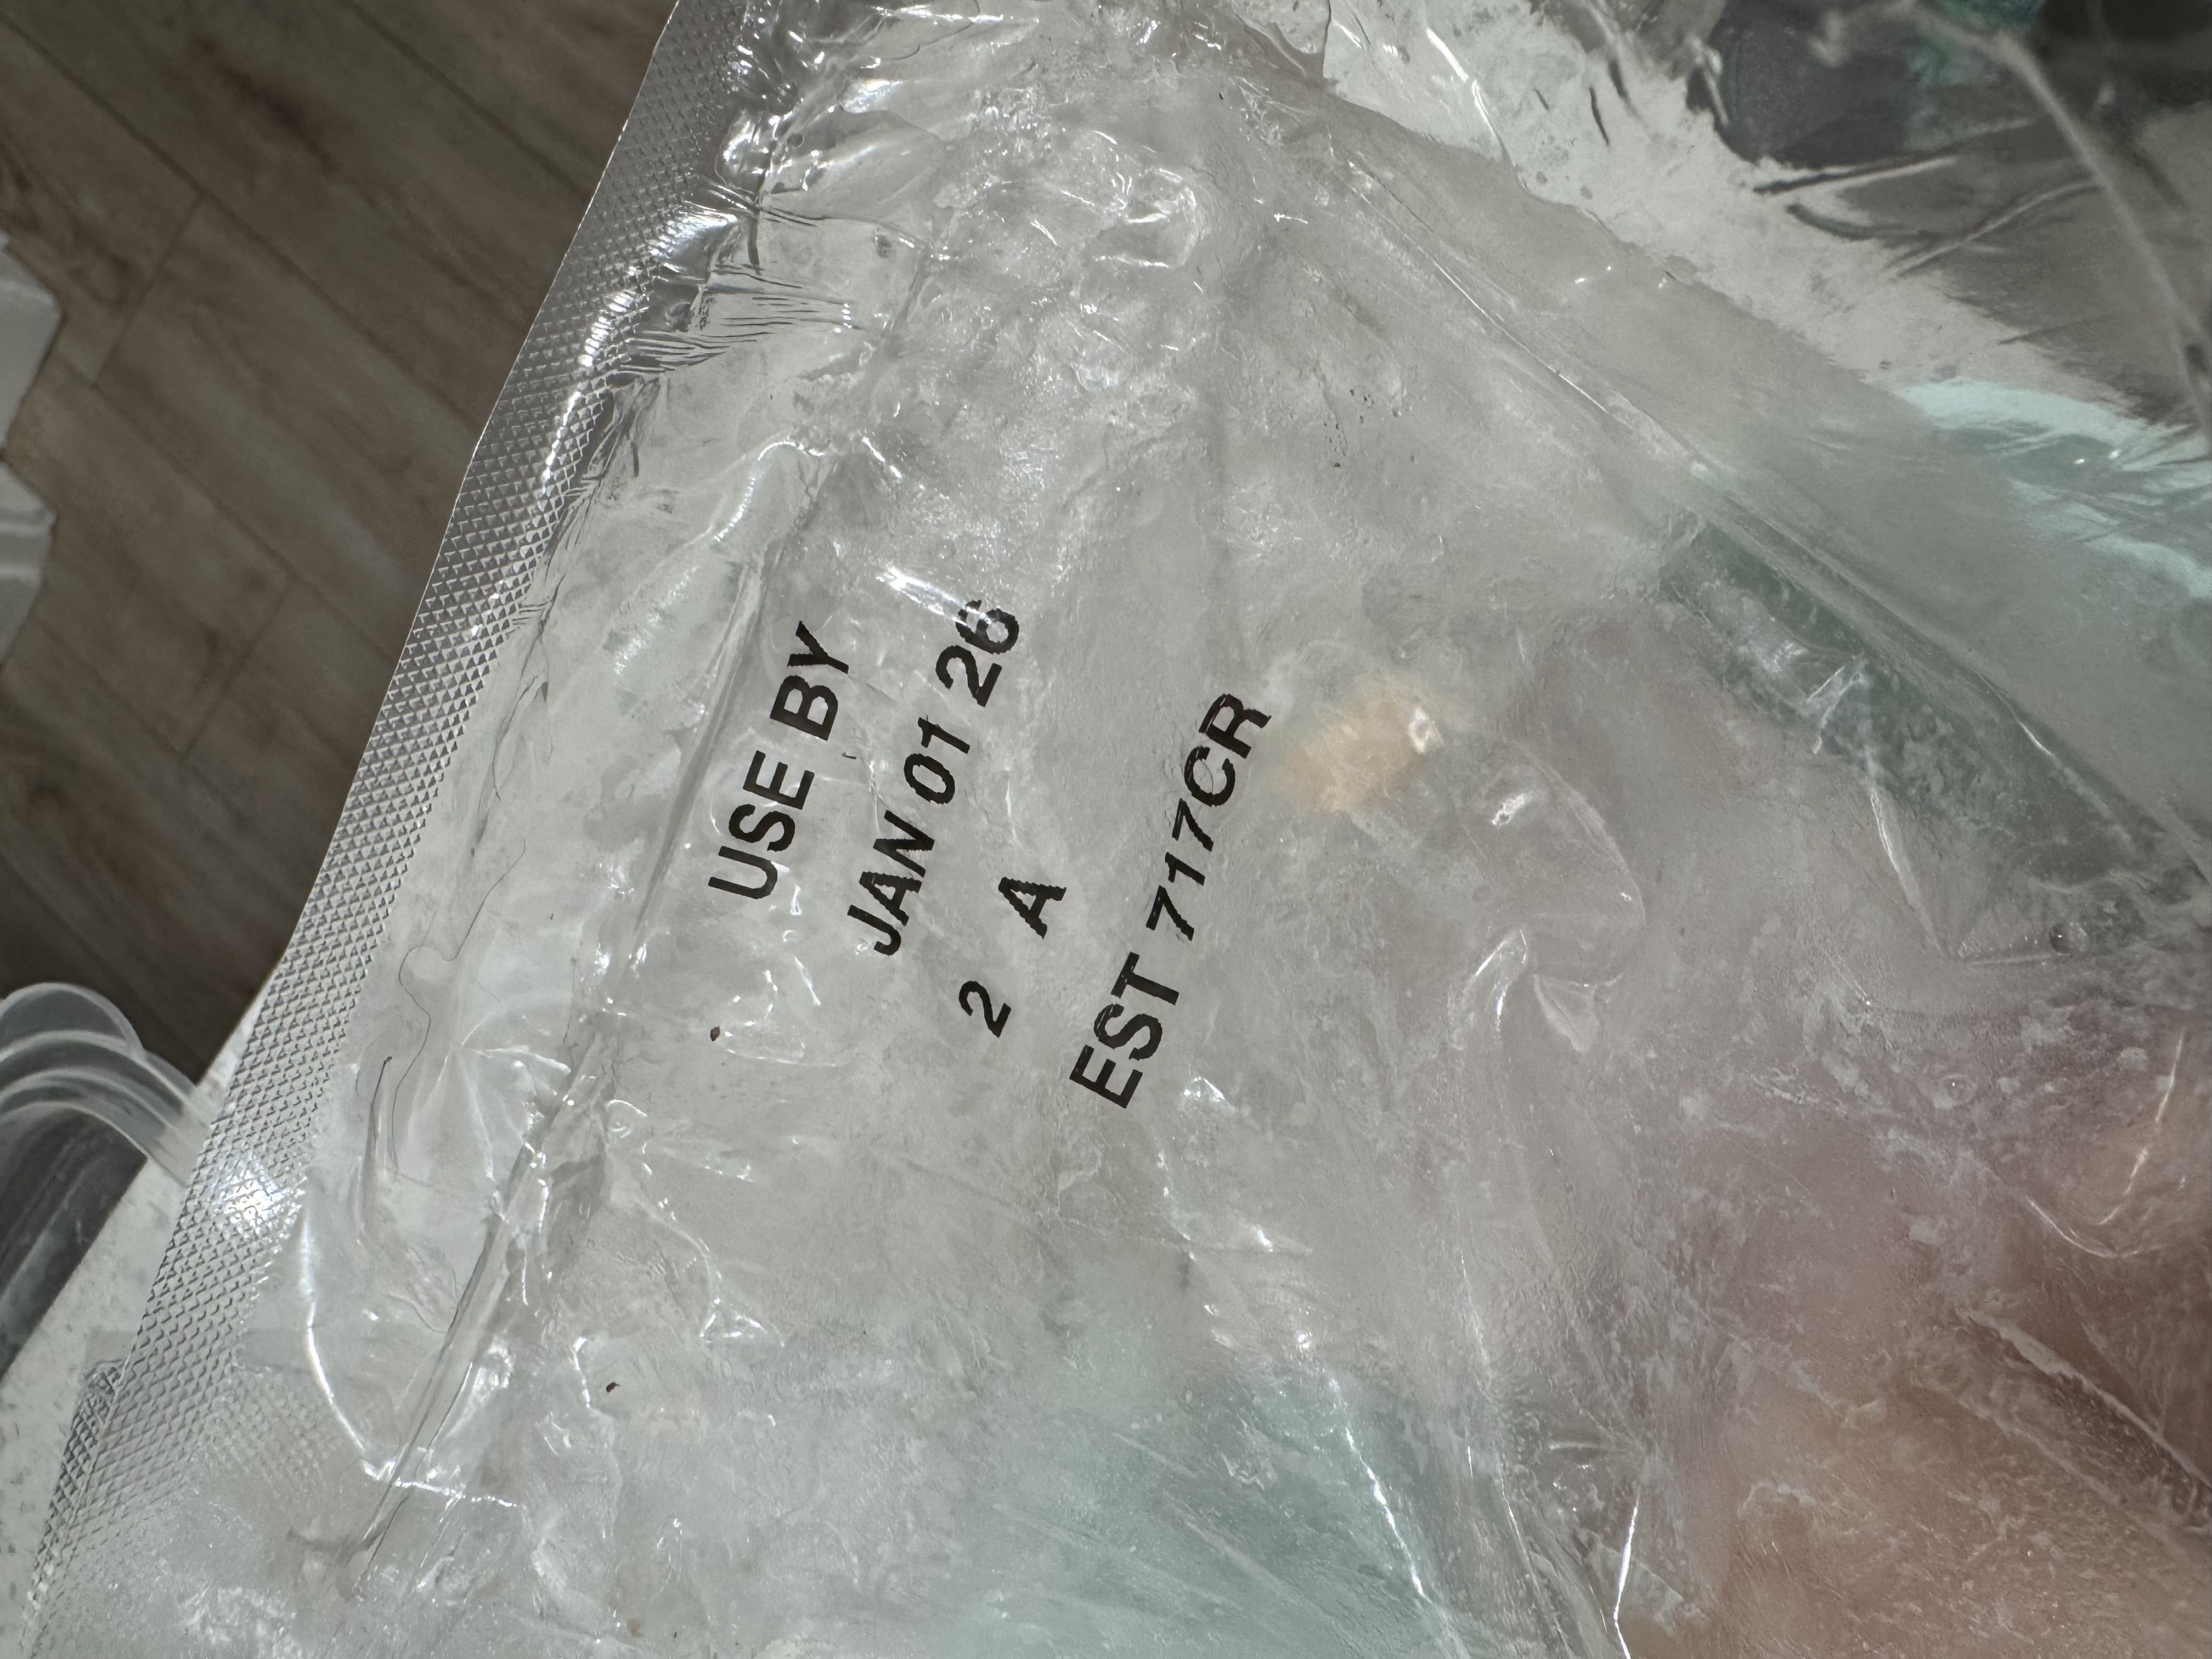 USE BY
JAN 01 26
2 A
EST 717CR